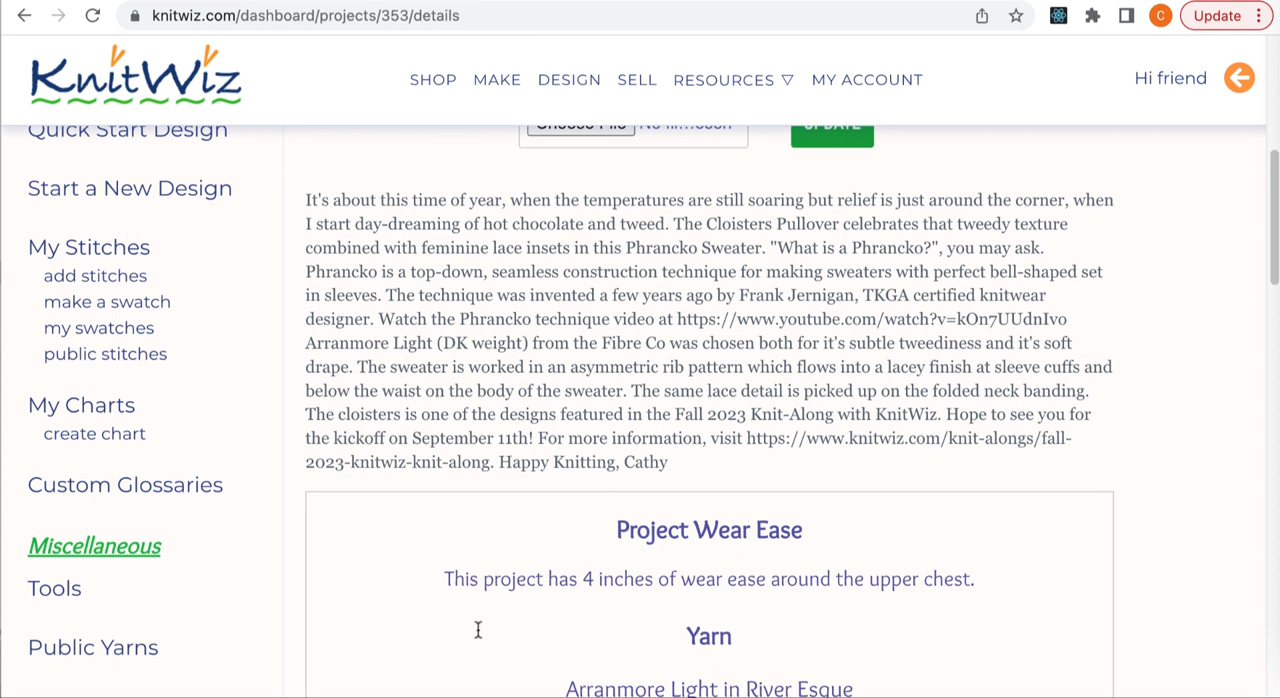 knitwiz.com/dashboard/projects/353/details
C
Update
KnitWiz
SHOP MAKE DESIGN SELL RESOURCES ▽ MY ACCOUNT
Hi friend
Quick Start Design
Start a New Design
My Stitches
add stitches
make a swatch
my swatches
public stitches
My Charts
create chart
Custom Glossaries
Miscellaneous
Tools
Public Yarns
Choose File No fil...osen
UPDATE
It's about this time of year, when the temperatures are still soaring but relief is just around the corner, when
I start day-dreaming of hot chocolate and tweed. The Cloisters Pullover celebrates that tweedy texture
combined with feminine lace insets in this Phrancko Sweater. "What is a Phrancko?", you may ask.
Phrancko is a top-down, seamless construction technique for making sweaters with perfect bell-shaped set
in sleeves. The technique was invented a few years ago by Frank Jernigan, TKGA certified knitwear
designer. Watch the Phrancko technique video at https://www.youtube.com/watch?v=kOn7UUdnIvo
Arranmore Light (DK weight) from the Fibre Co was chosen both for it's subtle tweediness and it's soft
drape. The sweater is worked in an asymmetric rib pattern which flows into a lacey finish at sleeve cuffs and
below the waist on the body of the sweater. The same lace detail is picked up on the folded neck banding.
The cloisters is one of the designs featured in the Fall 2023 Knit-Along with KnitWiz. Hope to see you for
the kickoff on September 11th! For more information, visit https://www.knitwiz.com/knit-alongs/fall-
2023-knitwiz-knit-along. Happy Knitting, Cathy
Project Wear Ease
This project has 4 inches of wear ease around the upper chest.
Yarn
Arranmore Light in River Esque